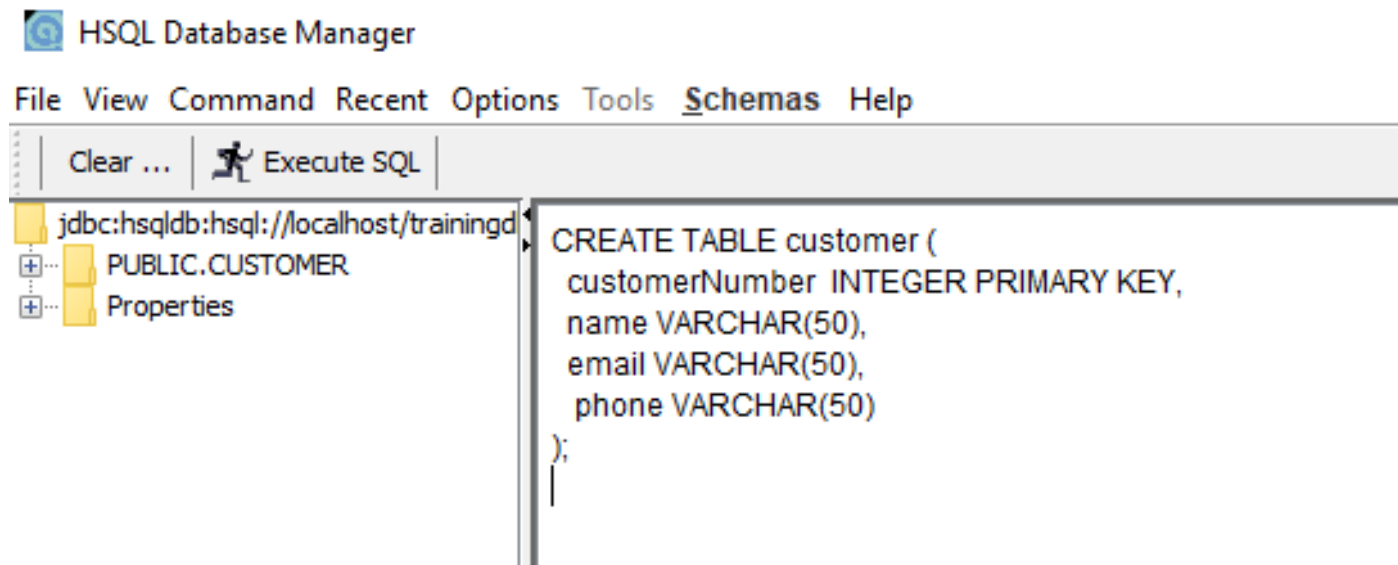 HSQL Database Manager
File View Command Recent Options Tools Schemas Help
Clear ... Execute SQL
jdbc:hsqldb:hsql://localhost/trainingd
PUBLIC.CUSTOMER
Properties
CREATE TABLE customer (
customerNumber INTEGER PRIMARY KEY,
name VARCHAR(50),
email VARCHAR(50),
phone VARCHAR(50)
);